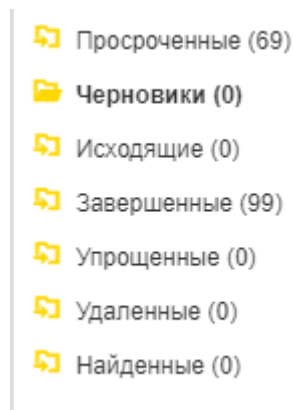 Просроченные (69)
Черновики (0)
Исходящие (0)
Завершенные (99)
Упрощенные (0)
Удаленные (0)
Найденные (0)